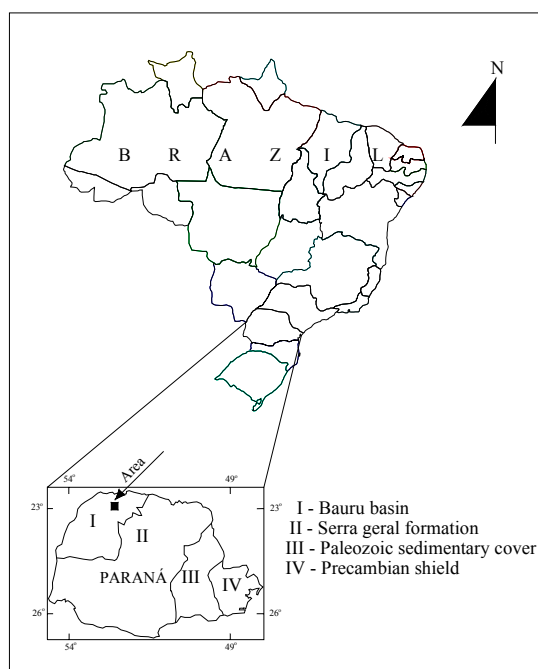 N
B R A Z I L
Area
54° 49°
23° 23°
I
II
PARANÁ III IV
26° 26°
54° 49°
I - Bauru basin
II - Serra geral formation
III - Paleozoic sedimentary cover
IV - Precambian shield